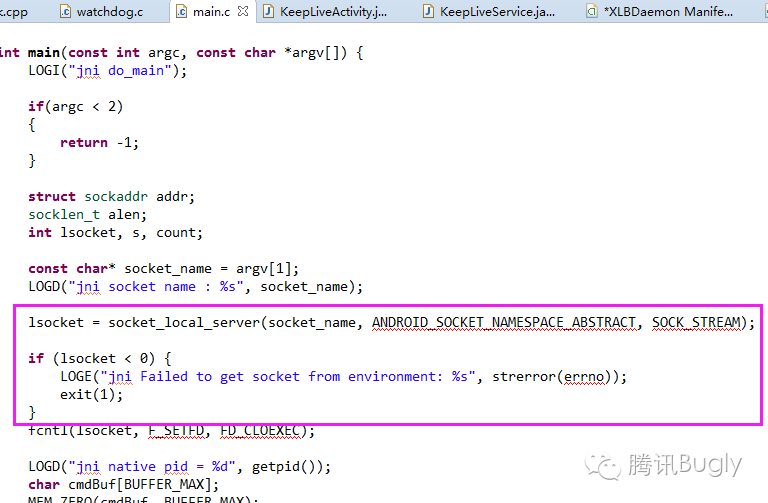 k.cpp watchdog.c main.c KeepLiveActivity.j... KeepLiveService.ja... *XLBDaemon Manife...
int main(const int argc, const char *argv[]) {
LOGI("jni do_main");
if(argc < 2)
{
return -1;
}
struct sockaddr addr;
socklen_t alen;
int lsocket, s, count;
const char* socket_name = argv[1];
LOGD("jni socket name : %s", socket_name);
lsocket = socket_local_server(socket_name, ANDROID_SOCKET_NAMESPACE_ABSTRACT, SOCK_STREAM);
if (lsocket < 0) {
LOGE("jni Failed to get socket from environment: %s", strerror(errno));
exit(1);
}
fcntl(lsocket, F_SETFD, FD_CLOEXEC);
LOGD("jni native pid = %d", getpid());
char cmdBuf[BUFFER_MAX];
MEM_ZERO(cmdBuf, BUFFER_MAX);
腾讯Bugly